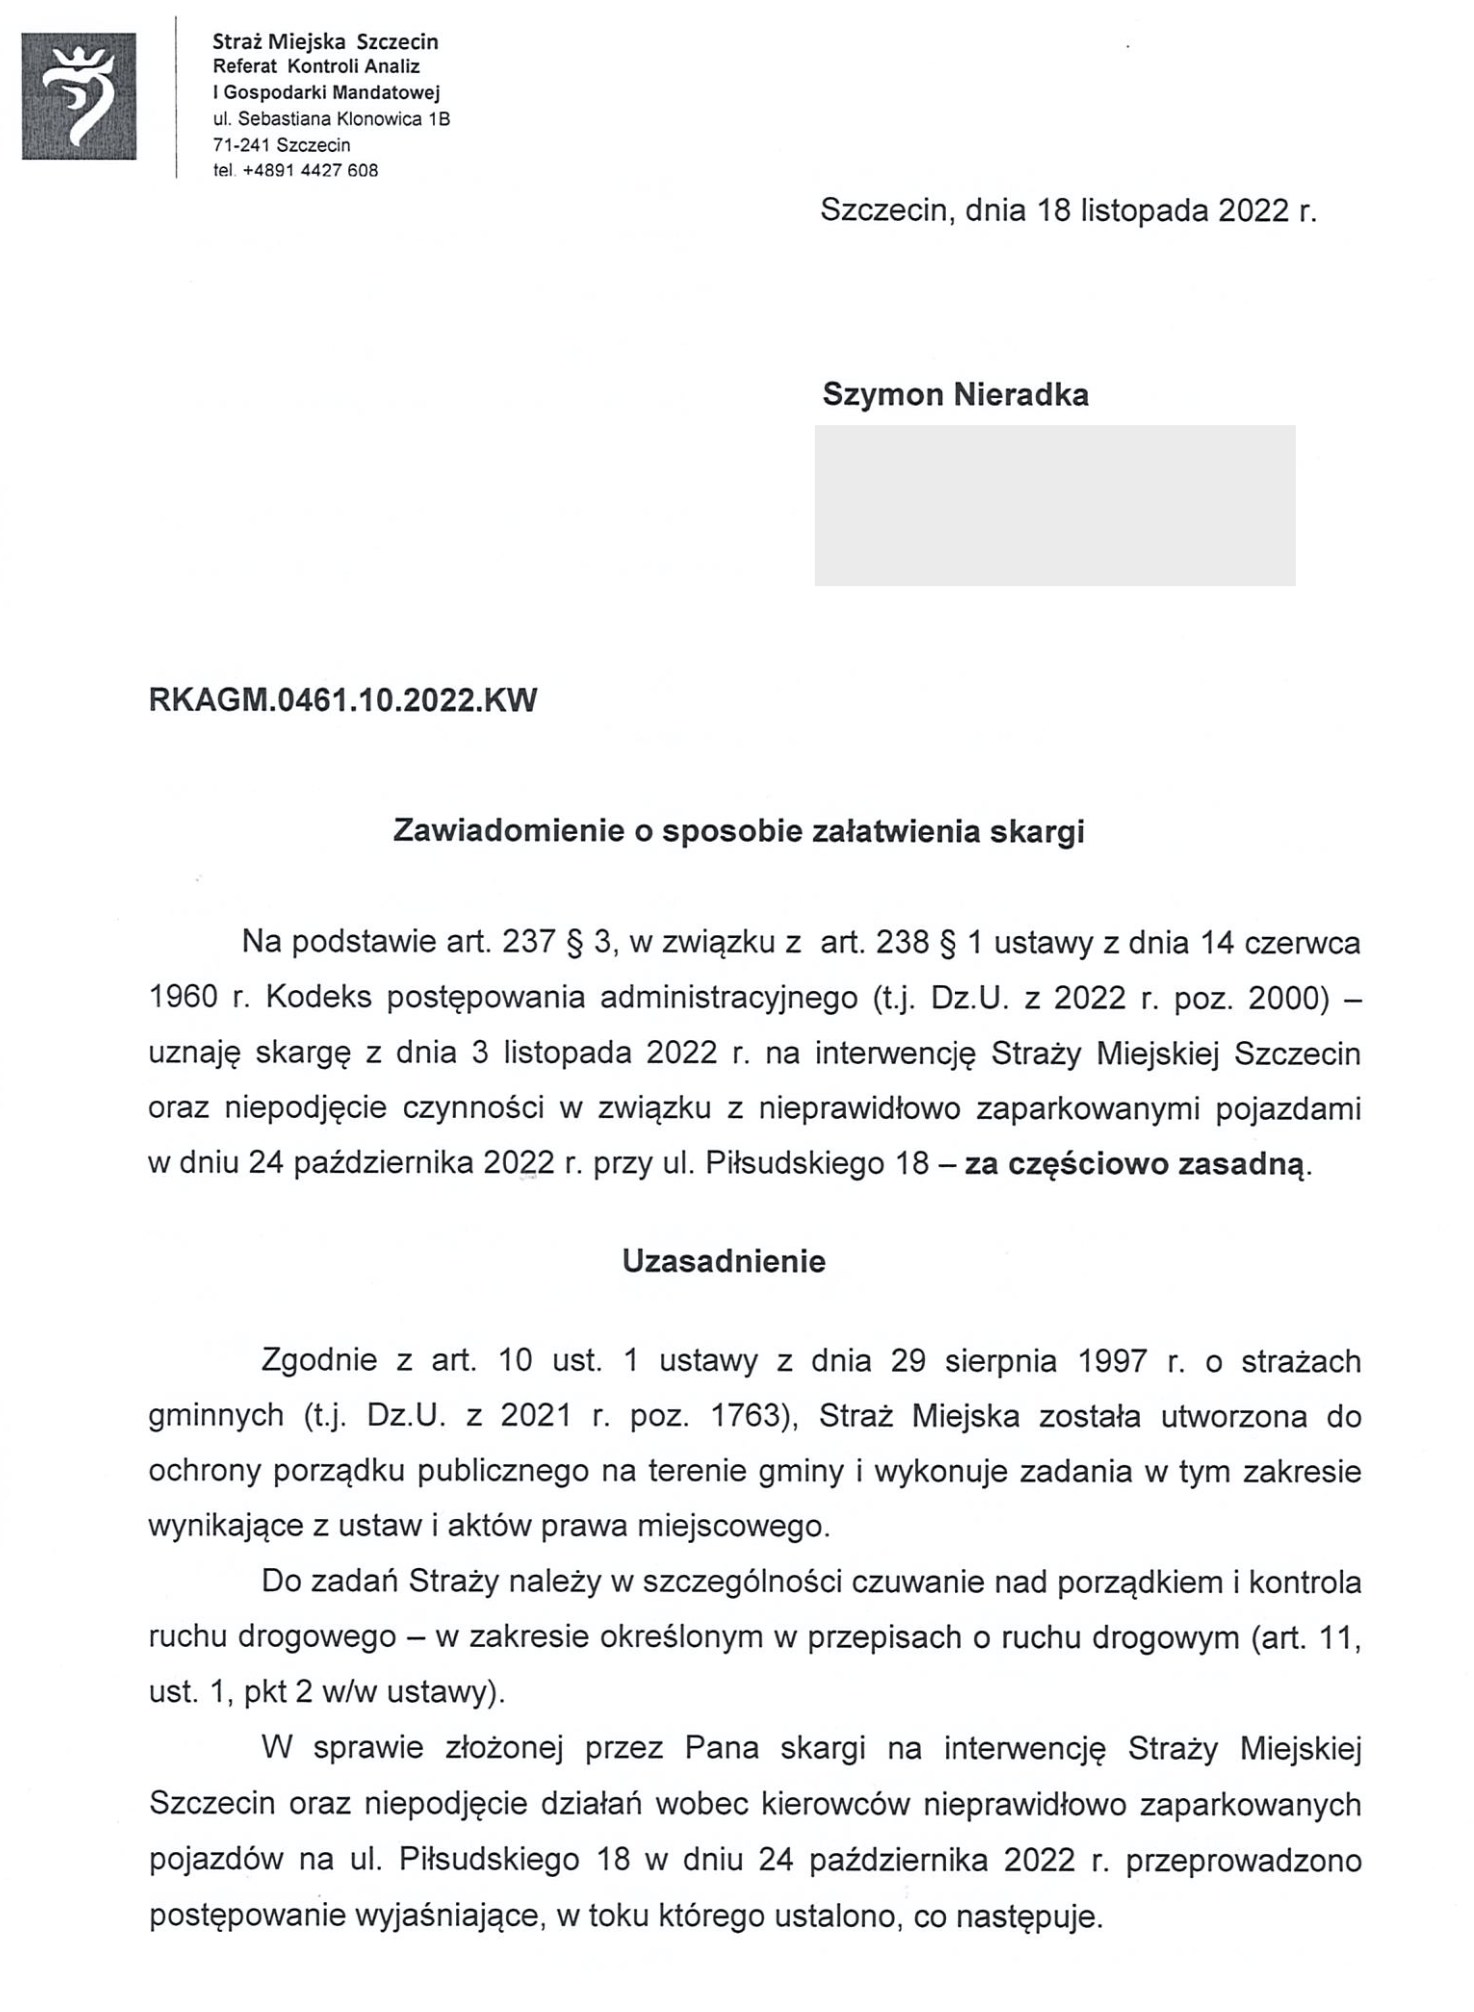 Straż Miejska Szczecin
Referat Kontroli Analiz
I Gospodarki Mandatowej
ul. Sebastiana Klonowica 1B
71-241 Szczecin
tel. +4891 4427 608
Szczecin, dnia 18 listopada 2022 r.
Szymon Nieradka
RKAGM.0461.10.2022.KW
Zawiadomienie o sposobie załatwienia skargi
Na podstawie art. 237 § 3, w związku z art. 238 § 1 ustawy z dnia 14 czerwca
1960 r. Kodeks postępowania administracyjnego (t.j. Dz.U. z 2022 r. poz. 2000) –
uznaję skargę z dnia 3 listopada 2022 r. na interwencję Straży Miejskiej Szczecin
oraz niepodjęcie czynności w związku z nieprawidłowo zaparkowanymi pojazdami
w dniu 24 października 2022 r. przy ul. Piłsudskiego 18 – za częściowo zasadną.
Uzasadnienie
Zgodnie z art. 10 ust. 1 ustawy z dnia 29 sierpnia 1997 r. o strażach
gminnych (t.j. Dz.U. z 2021 r. poz. 1763), Straż Miejska została utworzona do
ochrony porządku publicznego na terenie gminy i wykonuje zadania w tym zakresie
wynikające z ustaw i aktów prawa miejscowego.
Do zadań Straży należy w szczególności czuwanie nad porządkiem i kontrola
ruchu drogowego – w zakresie określonym w przepisach o ruchu drogowym (art. 11,
ust. 1, pkt 2 w/w ustawy).
W sprawie złożonej przez Pana skargi na interwencję Straży Miejskiej
Szczecin oraz niepodjęcie działań wobec kierowców nieprawidłowo zaparkowanych
pojazdów na ul. Piłsudskiego 18 w dniu 24 października 2022 r. przeprowadzono
postępowanie wyjaśniające, w toku którego ustalono, co następuje.